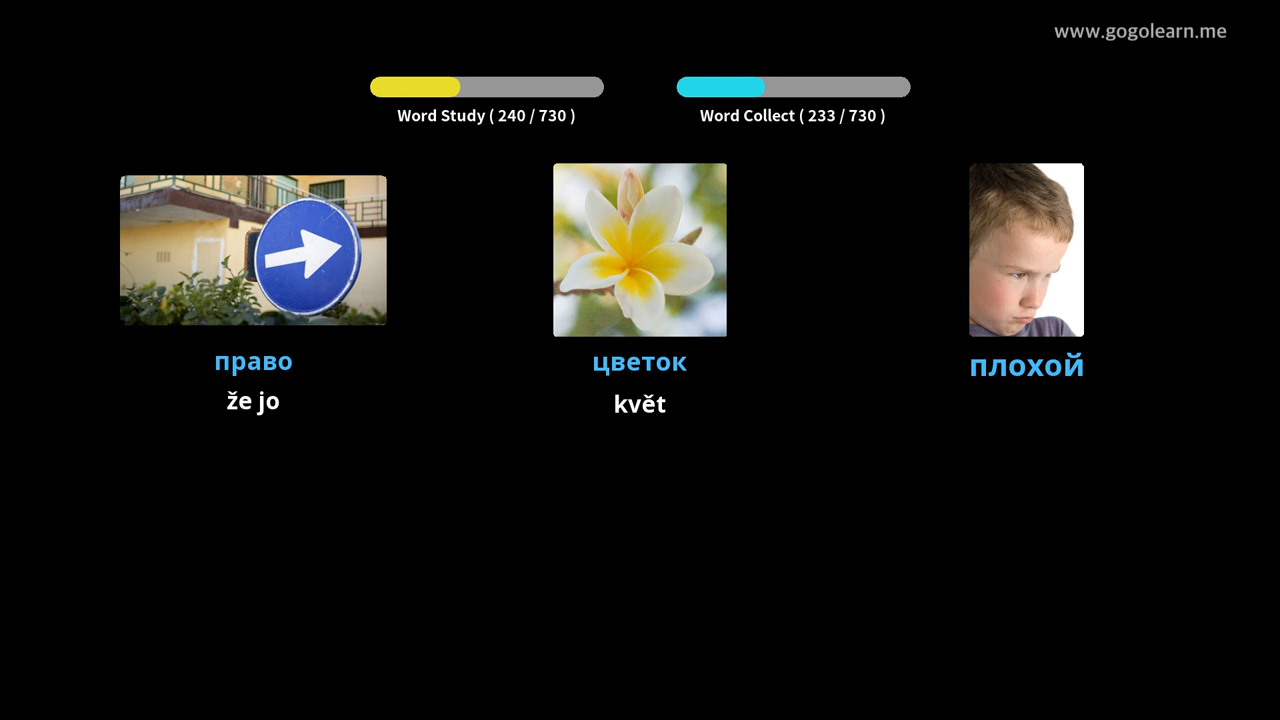 www.gogolearn.me
Word Study ( 240 / 730 )
Word Collect ( 233 / 730 )
право
že jo
цветок
květ
плохой